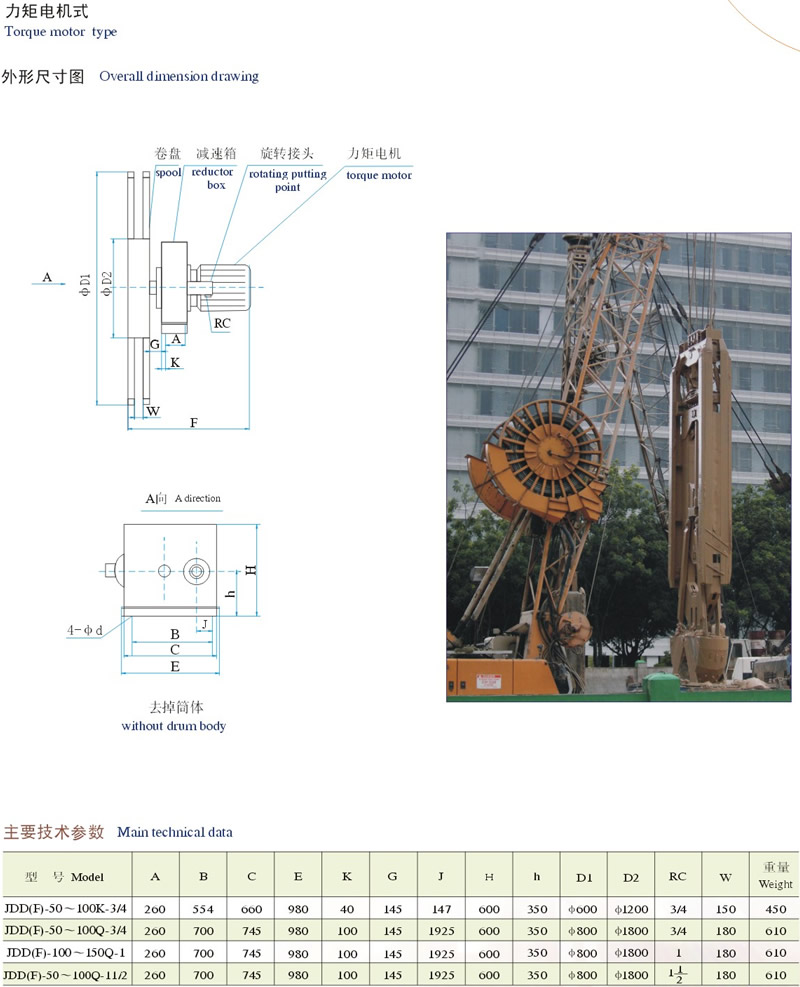 力矩电机式
Torque motor type
外形尺寸图 Overall dimension drawing
卷盘 减速箱 旋转接头 力矩电机
spool reductor box rotating putting point torque motor
A
ΦD1
ΦD2
RC
G
A
K
W
F
A向 A direction
H
h
4-Φd
J
B
C
E
去掉筒体
without drum body
主要技术参数 Main technical data
型 号 Model A B C E K G J H h D1 D2 RC W 重量 Weight
JDD(F)-50~100K-3/4 260 554 660 980 40 145 147 600 350 Φ600 Φ1200 3/4 150 450
JDD(F)-50~100Q-3/4 260 700 745 980 100 145 1925 600 350 Φ800 Φ1800 3/4 180 610
JDD(F)-100~150Q-1 260 700 745 980 100 145 1925 600 350 Φ800 Φ1800 1 180 610
JDD(F)-50~100Q-11/2 260 700 745 980 100 145 1925 600 350 Φ800 Φ1800 1 1/2 180 610